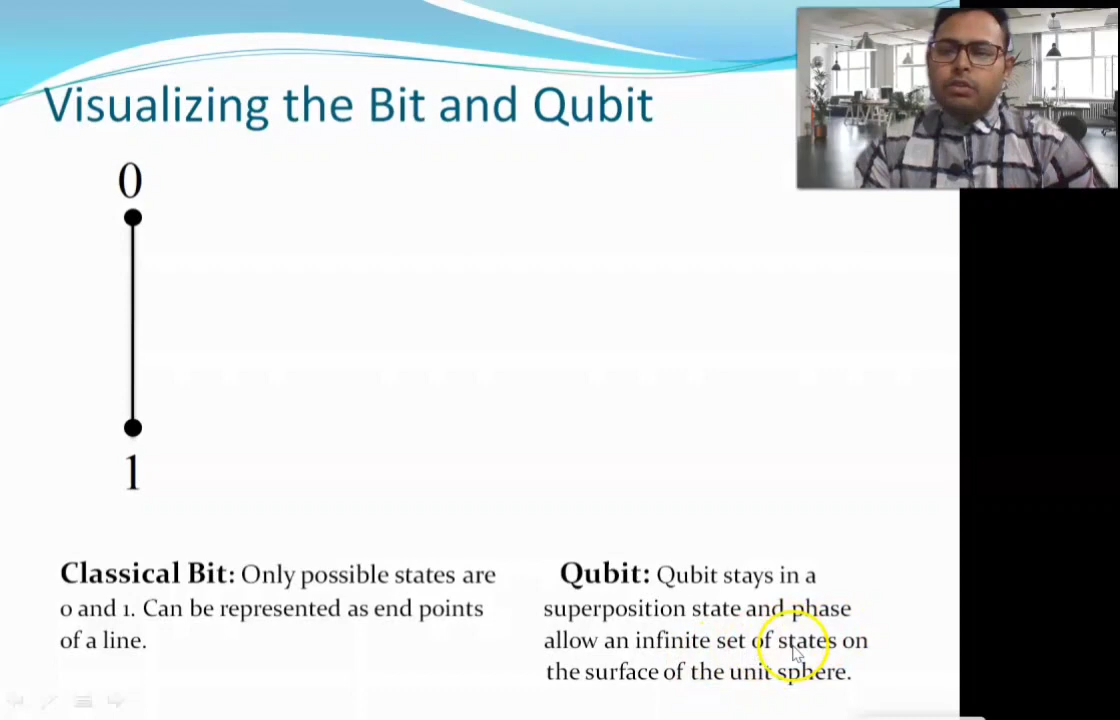 Visualizing the Bit and Qubit
0
1
Classical Bit: Only possible states are
0 and 1. Can be represented as end points
of a line.
Qubit: Qubit stays in a
superposition state and phase
allow an infinite set of states on
the surface of the unit sphere.